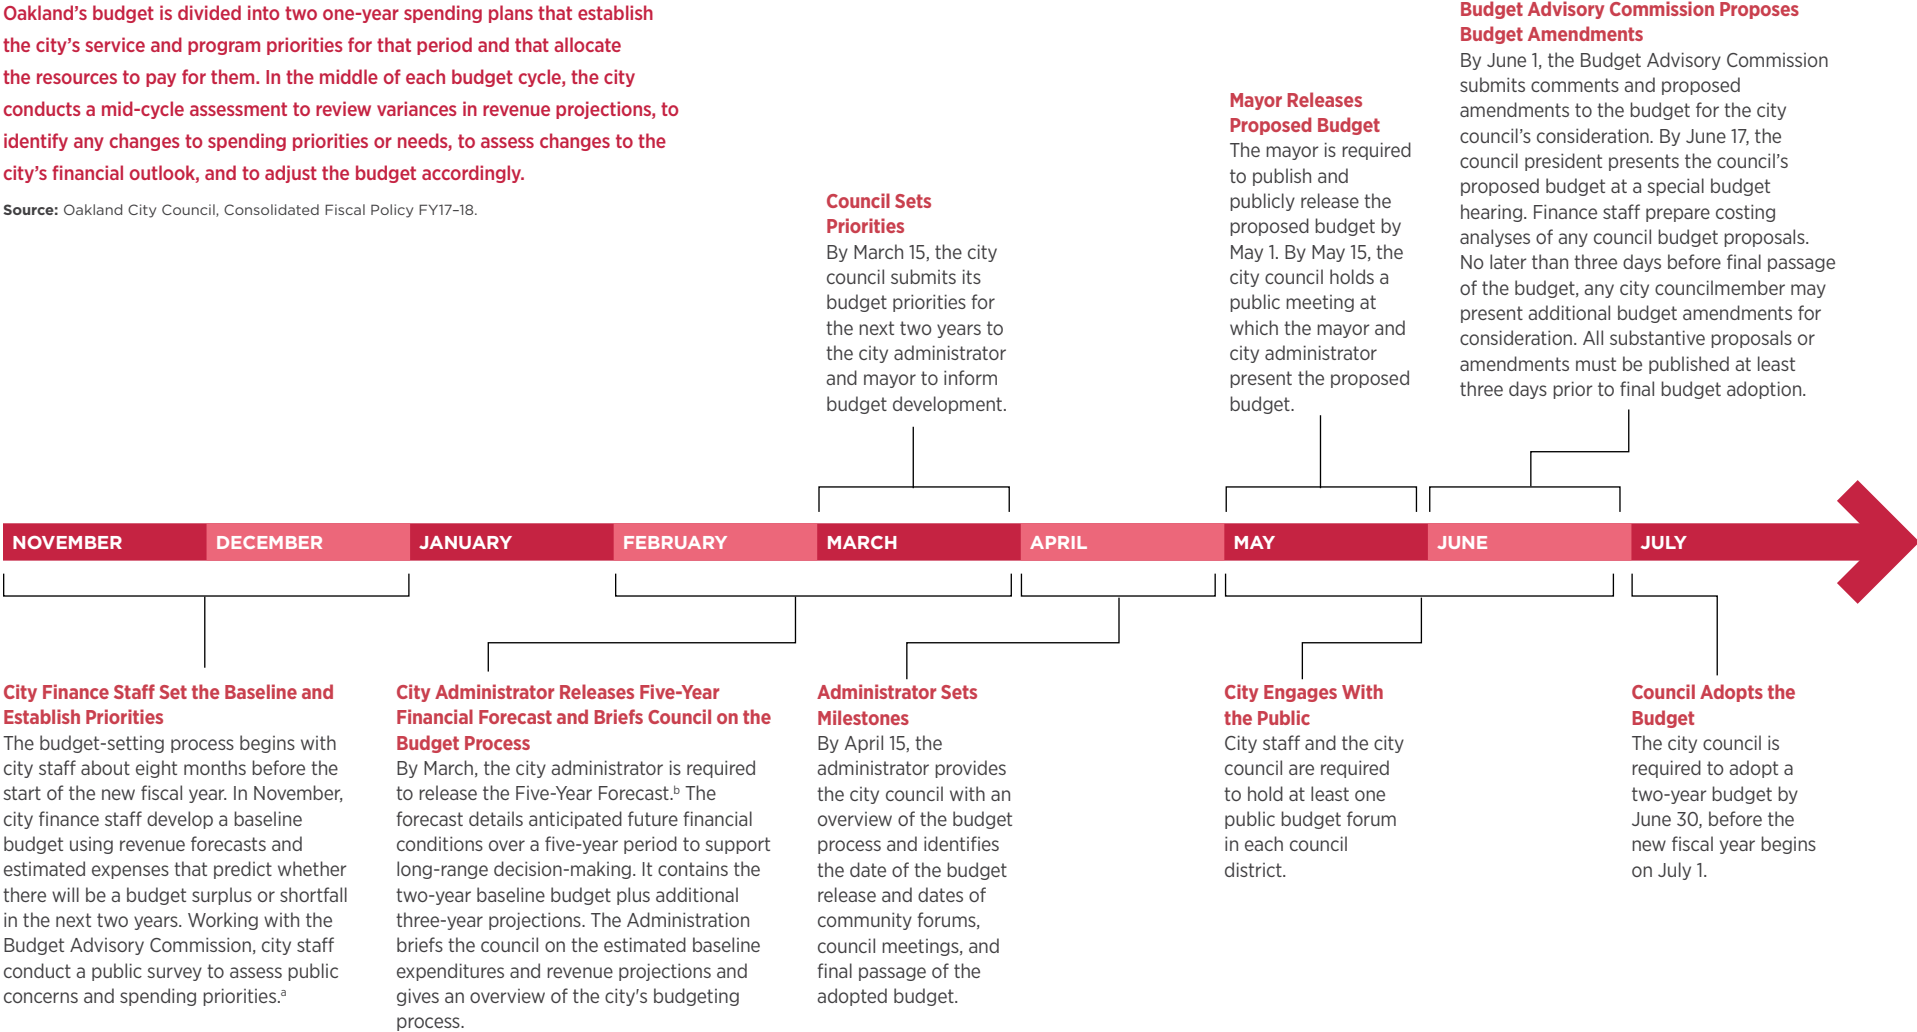 Oakland’s budget is divided into two one-year spending plans that establish
the city’s service and program priorities for that period and that allocate
the resources to pay for them. In the middle of each budget cycle, the city
conducts a mid-cycle assessment to review variances in revenue projections, to
identify any changes to spending priorities or needs, to assess changes to the
city’s financial outlook, and to adjust the budget accordingly.
Source: Oakland City Council, Consolidated Fiscal Policy FY17–18.
Council Sets
Priorities
By March 15, the city
council submits its
budget priorities for
the next two years to
the city administrator
and mayor to inform
budget development.
Mayor Releases
Proposed Budget
The mayor is required
to publish and
publicly release the
proposed budget by
May 1. By May 15, the
city council holds a
public meeting at
which the mayor and
city administrator
present the proposed
budget.
Budget Advisory Commission Proposes
Budget Amendments
By June 1, the Budget Advisory Commission
submits comments and proposed
amendments to the budget for the city
council’s consideration. By June 17, the
council president presents the council’s
proposed budget at a special budget
hearing. Finance staff prepare costing
analyses of any council budget proposals.
No later than three days before final passage
of the budget, any city councilmember may
present additional budget amendments for
consideration. All substantive proposals or
amendments must be published at least
three days prior to final budget adoption.
NOVEMBER
DECEMBER
JANUARY
FEBRUARY
MARCH
APRIL
MAY
JUNE
JULY
City Finance Staff Set the Baseline and
Establish Priorities
The budget-setting process begins with
city staff about eight months before the
start of the new fiscal year. In November,
city finance staff develop a baseline
budget using revenue forecasts and
estimated expenses that predict whether
there will be a budget surplus or shortfall
in the next two years. Working with the
Budget Advisory Commission, city staff
conduct a public survey to assess public
concerns and spending priorities.ᵃ
City Administrator Releases Five-Year
Financial Forecast and Briefs Council on the
Budget Process
By March, the city administrator is required
to release the Five-Year Forecast.ᵇ The
forecast details anticipated future financial
conditions over a five-year period to support
long-range decision-making. It contains the
two-year baseline budget plus additional
three-year projections. The Administration
briefs the council on the estimated baseline
expenditures and revenue projections and
gives an overview of the city's budgeting
process.
Administrator Sets
Milestones
By April 15, the
administrator provides
the city council with an
overview of the budget
process and identifies
the date of the budget
release and dates of
community forums,
council meetings, and
final passage of the
adopted budget.
City Engages With
the Public
City staff and the city
council are required
to hold at least one
public budget forum
in each council
district.
Council Adopts the
Budget
The city council is
required to adopt a
two-year budget by
June 30, before the
new fiscal year begins
on July 1.